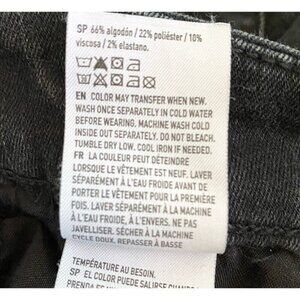 SP 66% algodón / 22% poliéster / 10%
viscosa / 2% elastano.
EN COLOR MAY TRANSFER WHEN NEW.
WASH ONCE SEPARATELY IN COLD WATER
BEFORE WEARING. MACHINE WASH COLD
INSIDE OUT SEPARATELY. DO NOT BLEACH.
TUMBLE DRY LOW. COOL IRON IF NEEDED.
FR LA COULEUR PEUT DÉTEINDRE
LORSQUE LE VÊTEMENT EST NEUF. LAVER
SÉPARÉMENT À L'EAU FROIDE AVANT DE
PORTER LE VÊTEMENT POUR LA PREMIÈRE
FOIS. LAVER SÉPARÉMENT À LA MACHINE
À L'EAU FROIDE, À L'ENVERS. NE PAS
JAVELLISER. SÉCHAGE À LA MACHINE
CYCLE DOUX. REPASSER À BASSE
TEMPÉRATURE AU BESOIN.
SP EL COLOR PUEDE SALIRSE CUANDO